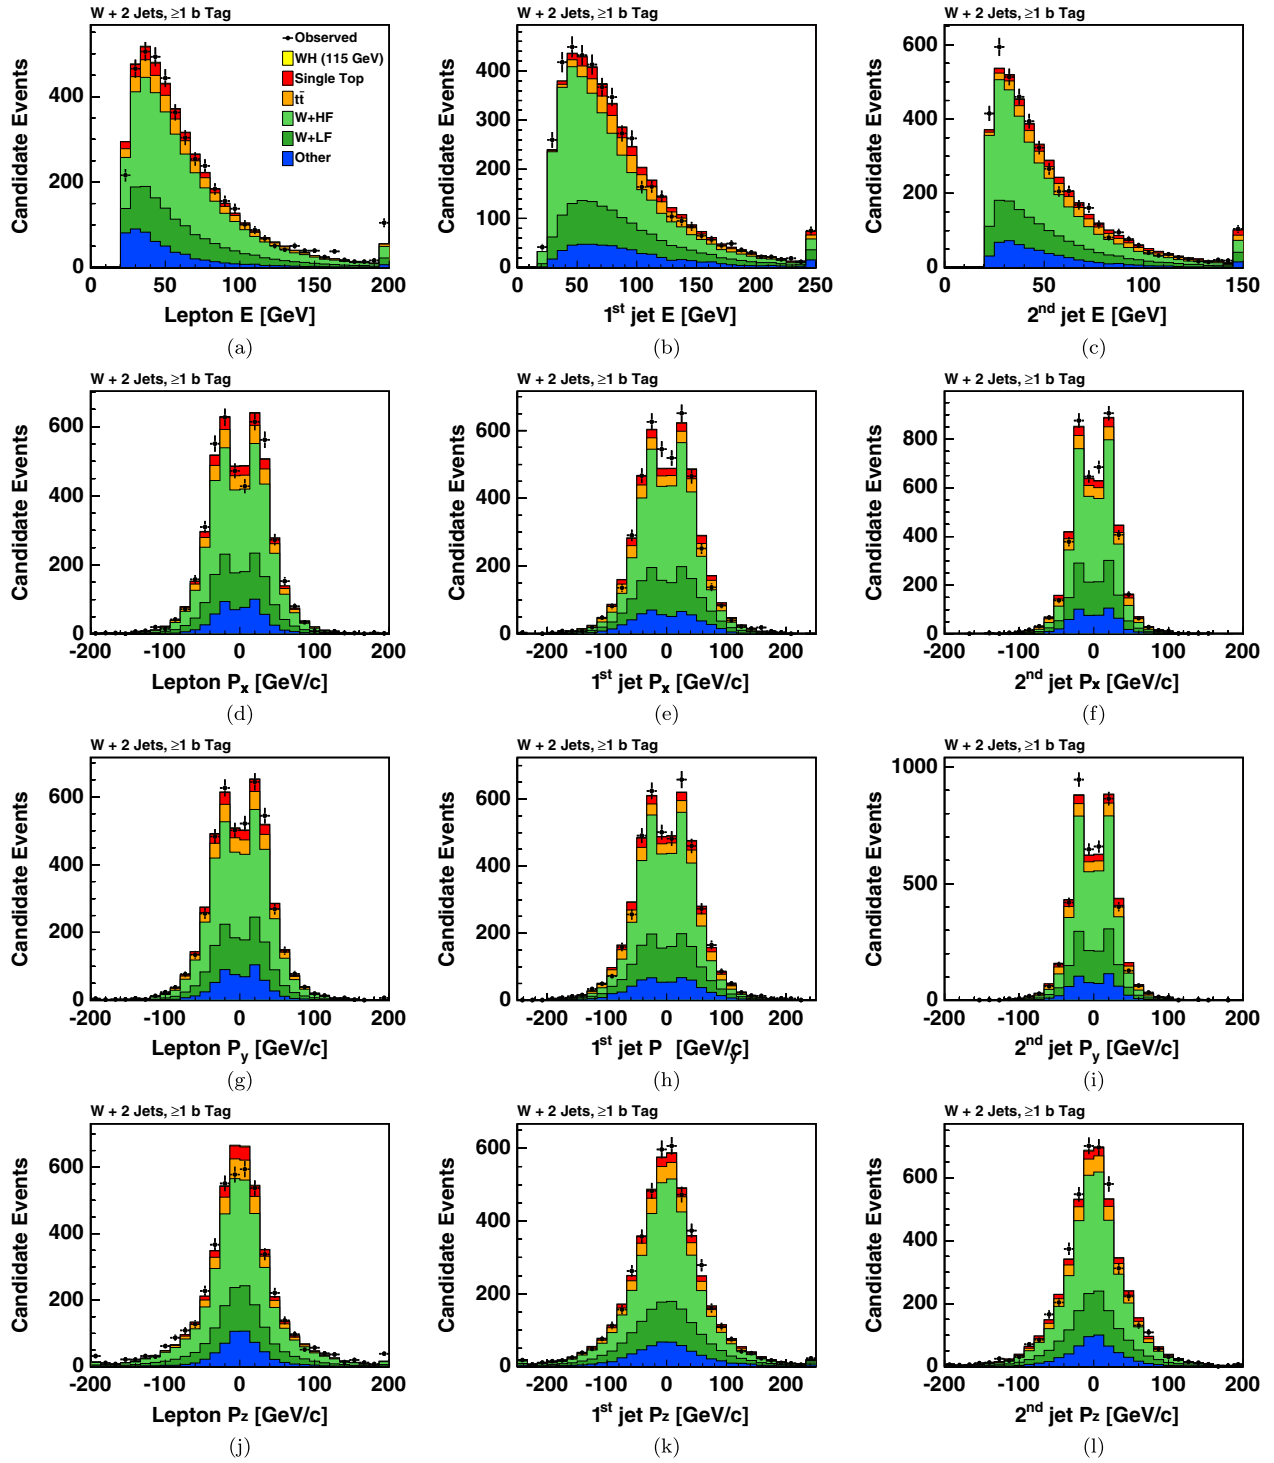 W + 2 Jets, ≥1 b Tag
Candidate Events
400
200
0
0 50 100 150 200
Lepton E [GeV]
(a)
Observed
WH (115 GeV)
Single Top
tt̄
W+HF
W+LF
Other
W + 2 Jets, ≥1 b Tag
Candidate Events
400
300
200
100
0
0 50 100 150 200 250
1st jet E [GeV]
(b)
W + 2 Jets, ≥1 b Tag
Candidate Events
600
400
200
0
0 50 100 150
2nd jet E [GeV]
(c)
W + 2 Jets, ≥1 b Tag
Candidate Events
600
400
200
0
-200 -100 0 100 200
Lepton Px [GeV/c]
(d)
W + 2 Jets, ≥1 b Tag
Candidate Events
600
400
200
0
-200 -100 0 100 200
1st jet Px [GeV/c]
(e)
W + 2 Jets, ≥1 b Tag
Candidate Events
800
600
400
200
0
-200 -100 0 100 200
2nd jet Px [GeV/c]
(f)
W + 2 Jets, ≥1 b Tag
Candidate Events
600
400
200
0
-200 -100 0 100 200
Lepton Py [GeV/c]
(g)
W + 2 Jets, ≥1 b Tag
Candidate Events
600
400
200
0
-200 -100 0 100 200
1st jet Py [GeV/c]
(h)
W + 2 Jets, ≥1 b Tag
Candidate Events
1000
500
0
-200 -100 0 100 200
2nd jet Py [GeV/c]
(i)
W + 2 Jets, ≥1 b Tag
Candidate Events
600
400
200
0
-200 -100 0 100 200
Lepton Pz [GeV/c]
(j)
W + 2 Jets, ≥1 b Tag
Candidate Events
600
400
200
0
-200 -100 0 100 200
1st jet Pz [GeV/c]
(k)
W + 2 Jets, ≥1 b Tag
Candidate Events
600
400
200
0
-200 -100 0 100 200
2nd jet Pz [GeV/c]
(l)